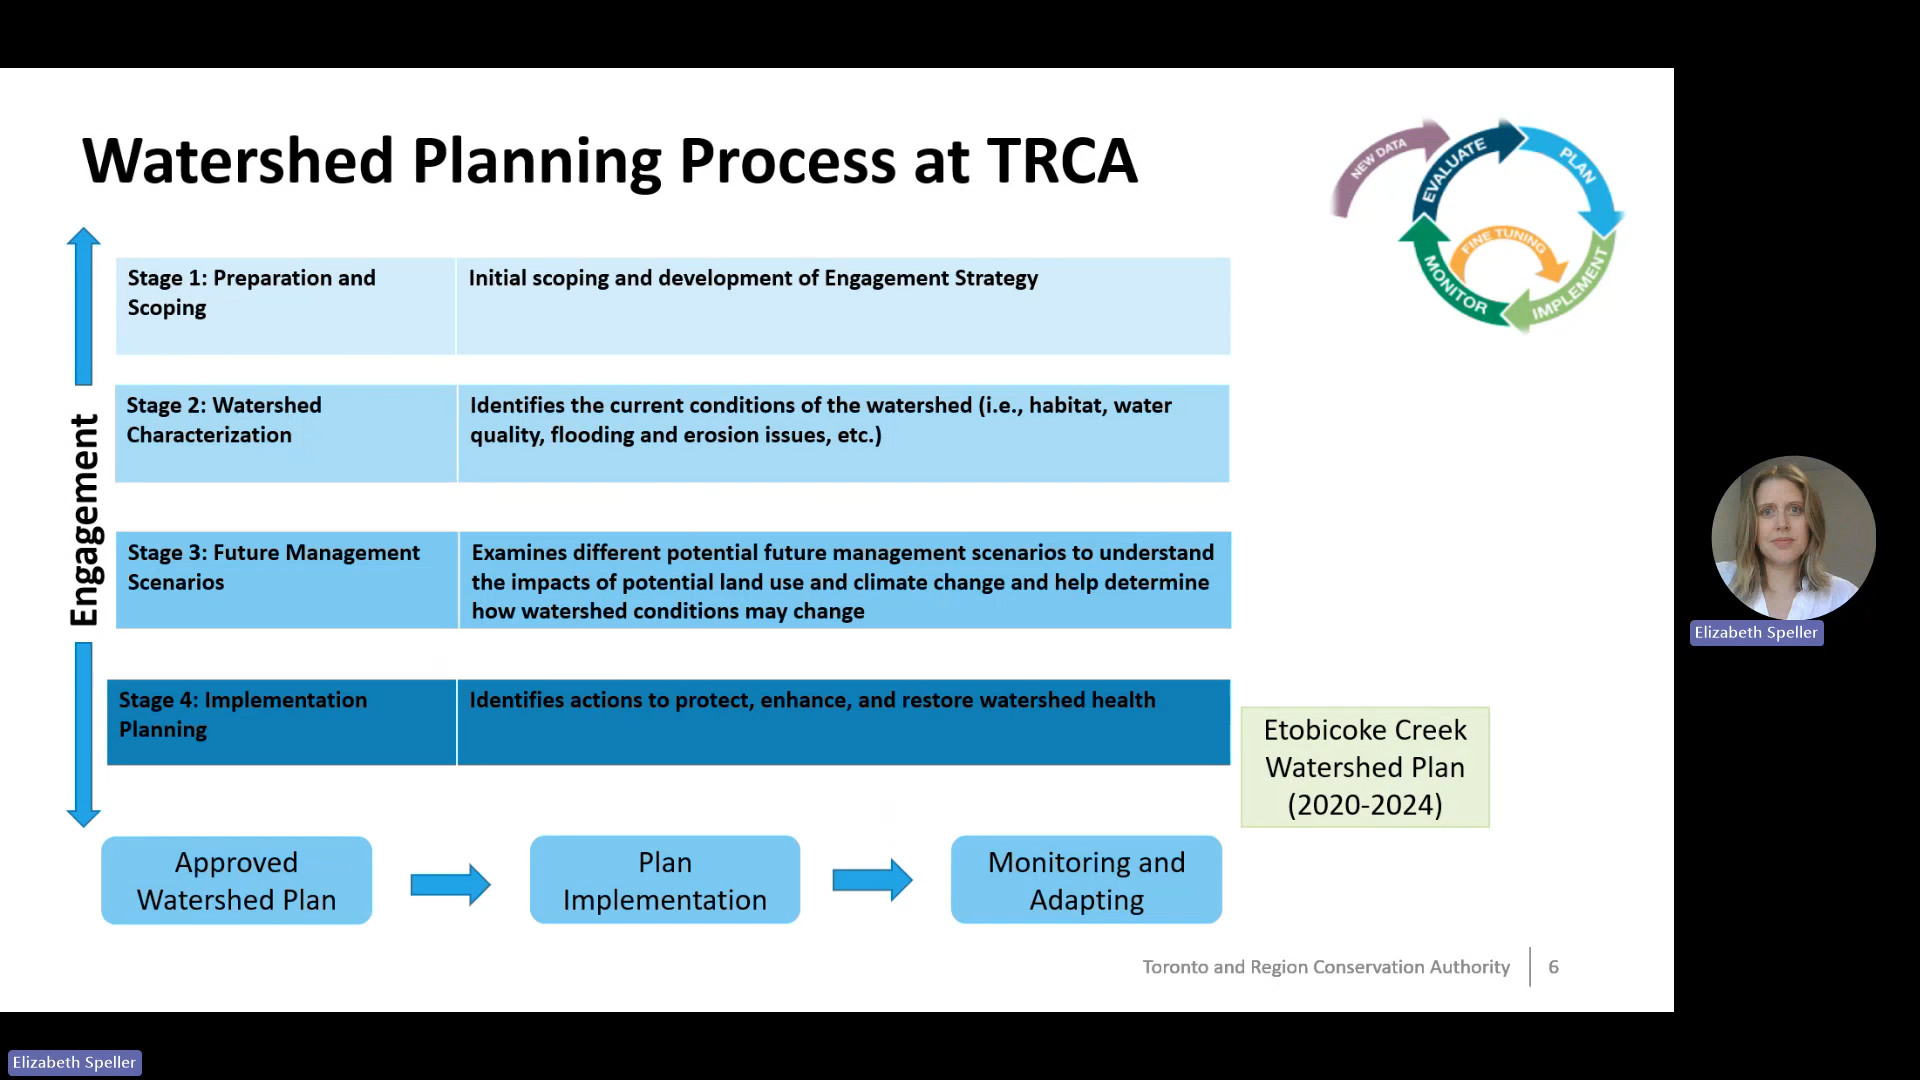 Watershed Planning Process at TRCA
NEW DATA
EVALUATE
PLAN
IMPLEMENT
MONITOR
FINE TUNING
Engagement
Stage 1: Preparation and
Scoping
Initial scoping and development of Engagement Strategy
Stage 2: Watershed
Characterization
Identifies the current conditions of the watershed (i.e., habitat, water
quality, flooding and erosion issues, etc.)
Stage 3: Future Management
Scenarios
Examines different potential future management scenarios to understand
the impacts of potential land use and climate change and help determine
how watershed conditions may change
Stage 4: Implementation
Planning
Identifies actions to protect, enhance, and restore watershed health
Etobicoke Creek
Watershed Plan
(2020-2024)
Approved
Watershed Plan
Plan
Implementation
Monitoring and
Adapting
Toronto and Region Conservation Authority
6
Elizabeth Speller
Elizabeth Speller